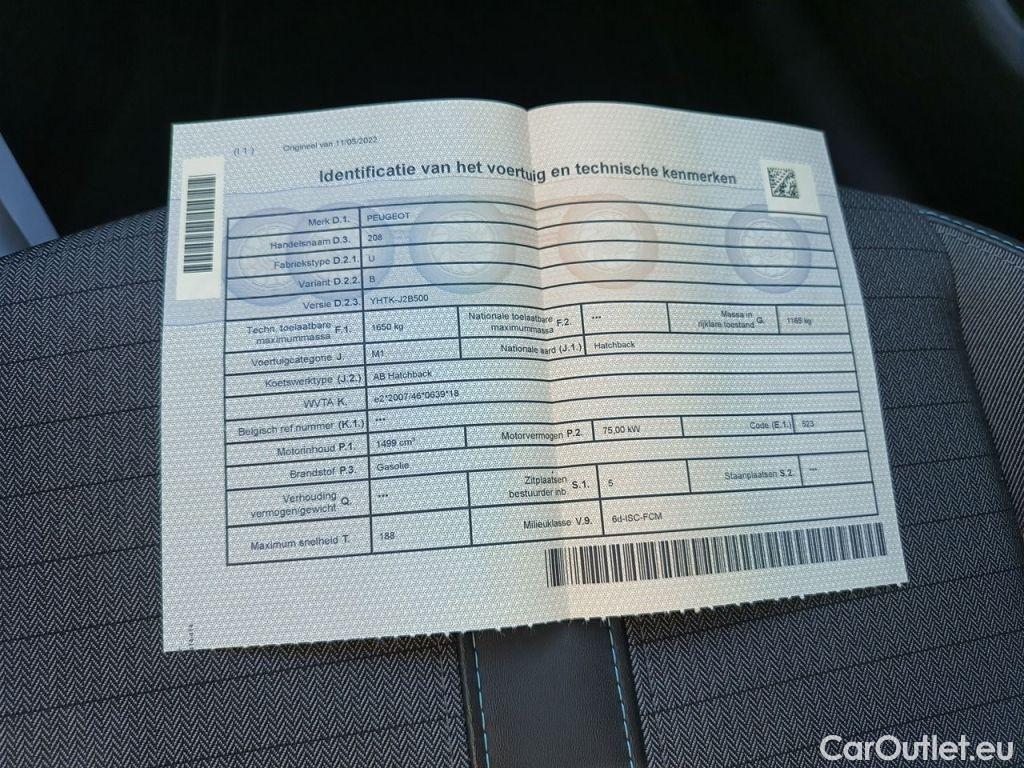 (I 1) Origineel van 11/05/2022
Identificatie van het voertuig en technische kenmerken
Merk D.1. PEUGEOT
Handelsnaam D.3. 208
Fabriekstype D.2.1. U
Variant D.2.2. B
Versie D.2.3. YHTK-J2B500
Techn. toelaatbare maximummassa F.1. 1650 kg Nationale toelaatbare maximummassa F.2. --- Massa in rijklare toestand G. 1165 kg
Voertuigcategorie J. M1 Nationale aard (J.1.) Hatchback
Koetswerktype (J.2.) AB Hatchback
WVTA K. e2*2007/46*0639*18
Belgisch ref.nummer (K.1.) ---
Motorinhoud P.1. 1499 cm³ Motorvermogen P.2. 75,00 kW Code (E.1.) 523
Brandstof P.3. Gasolie
Verhouding vermogen/gewicht Q. --- Zitplaatsen bestuurder inb S.1. 5 Staanplaatsen S.2. ---
Maximum snelheid T. 188 Milieuklasse V.9. 6d-ISC-FCM
CarOutlet.eu